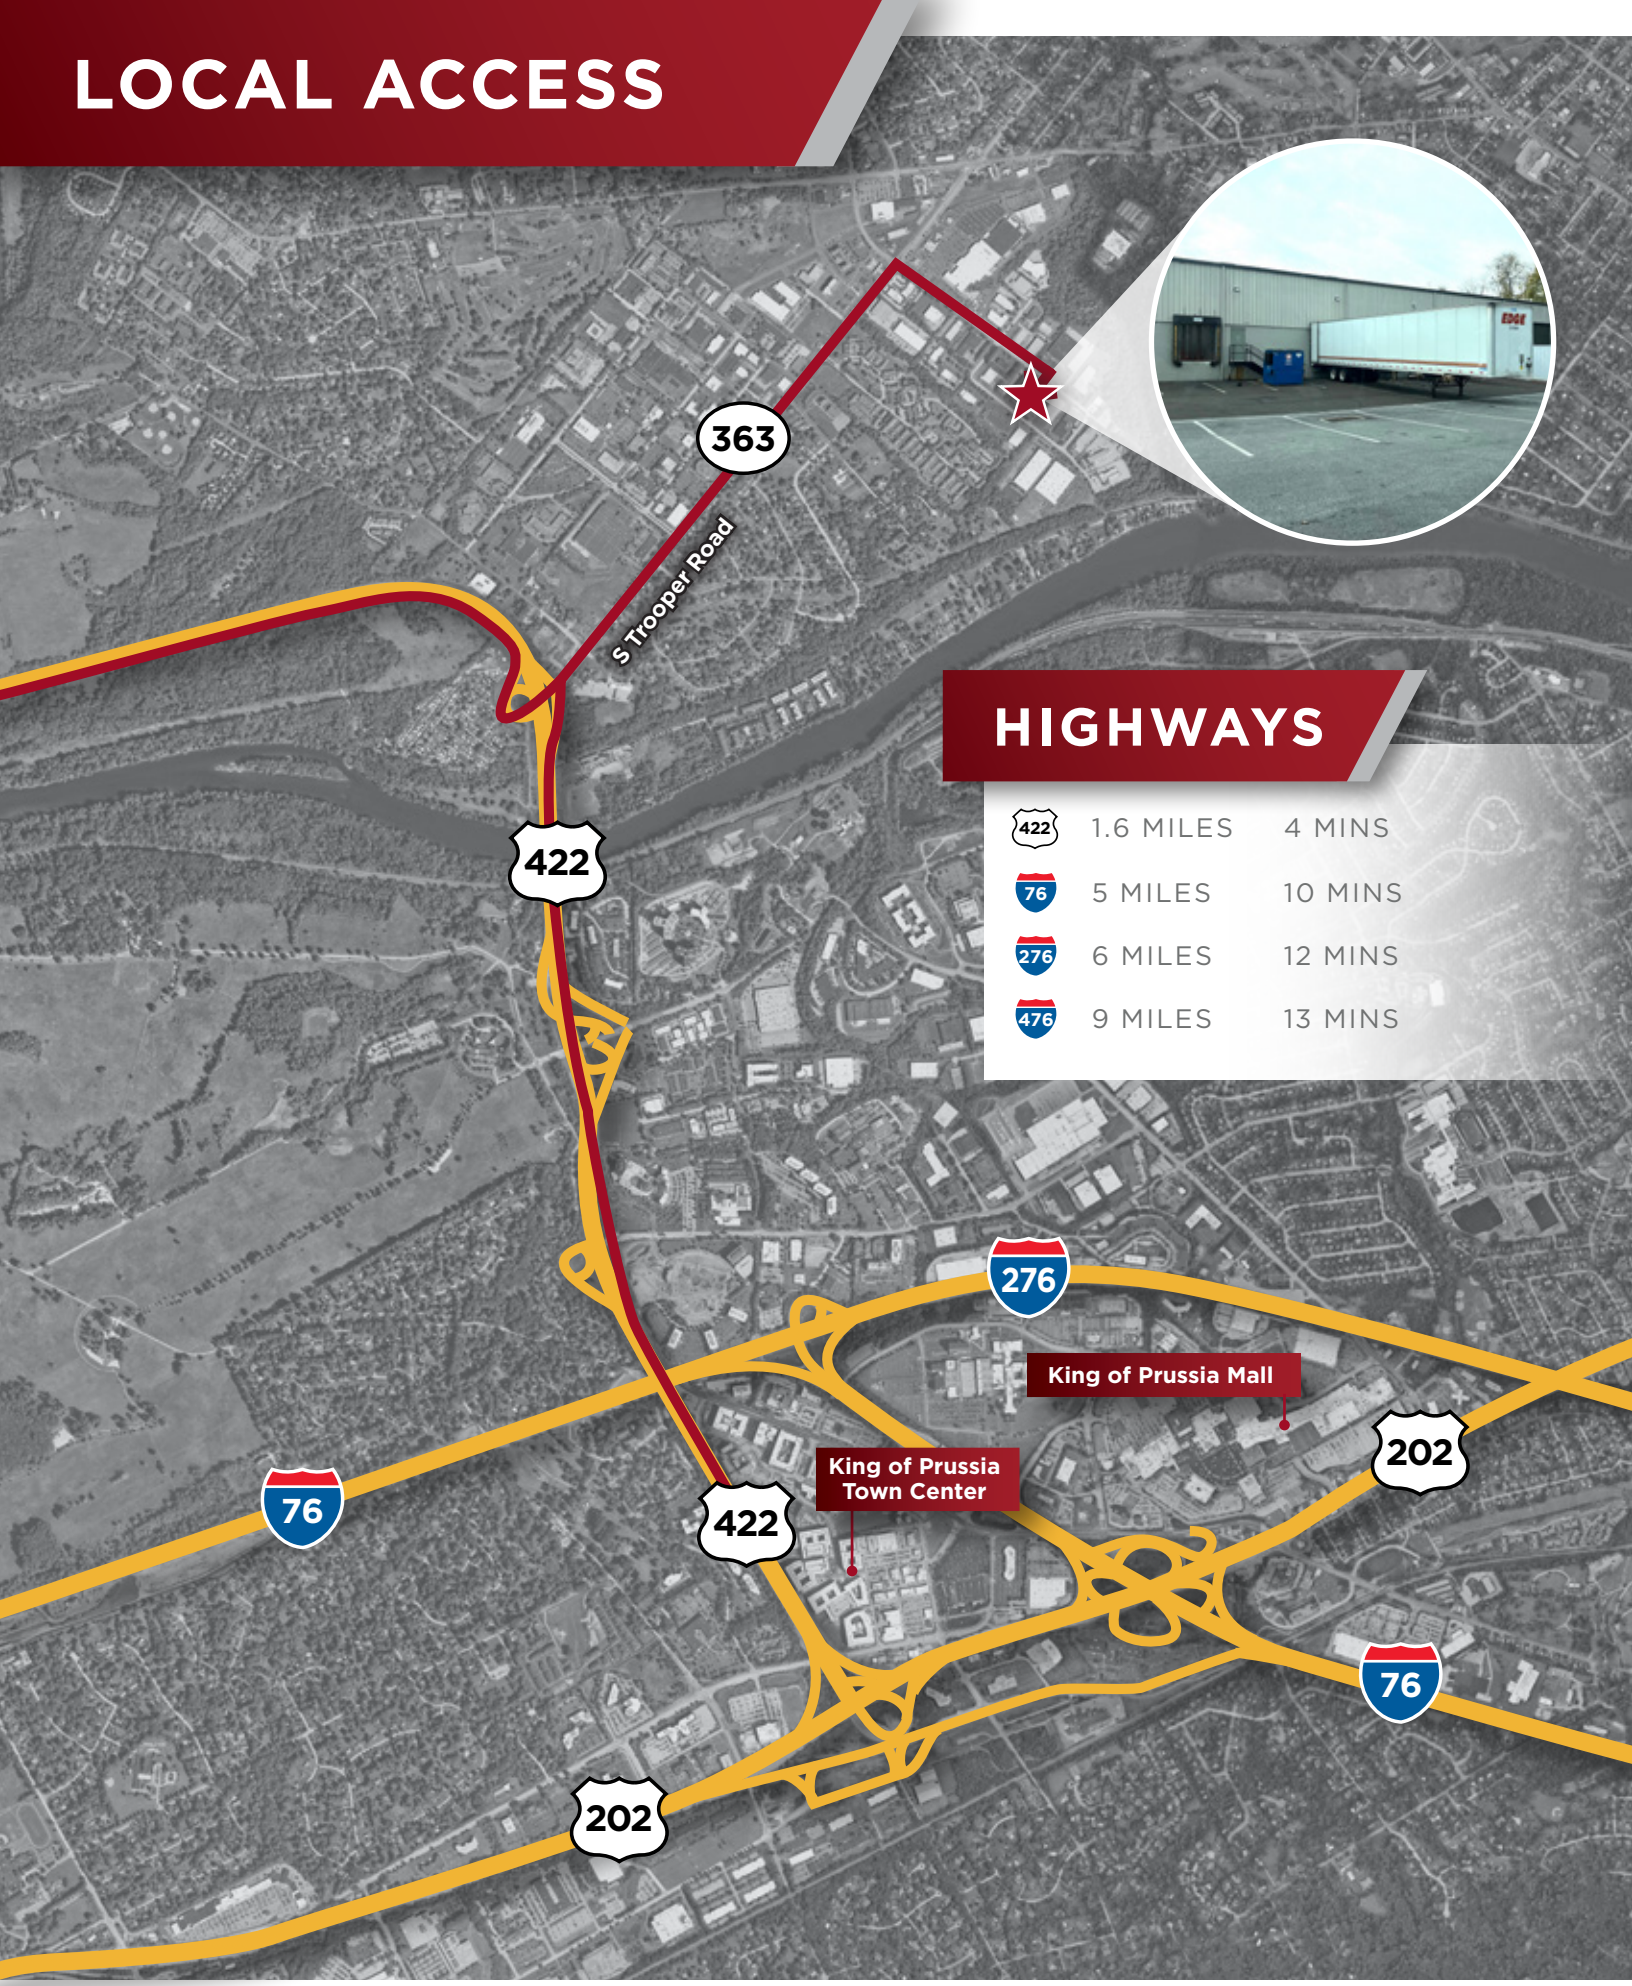 LOCAL ACCESS
EDGE
363
S Trooper Road
HIGHWAYS
422 1.6 MILES 4 MINS
76 5 MILES 10 MINS
276 6 MILES 12 MINS
476 9 MILES 13 MINS
422
276
King of Prussia Mall
202
King of Prussia
Town Center
76
422
76
202